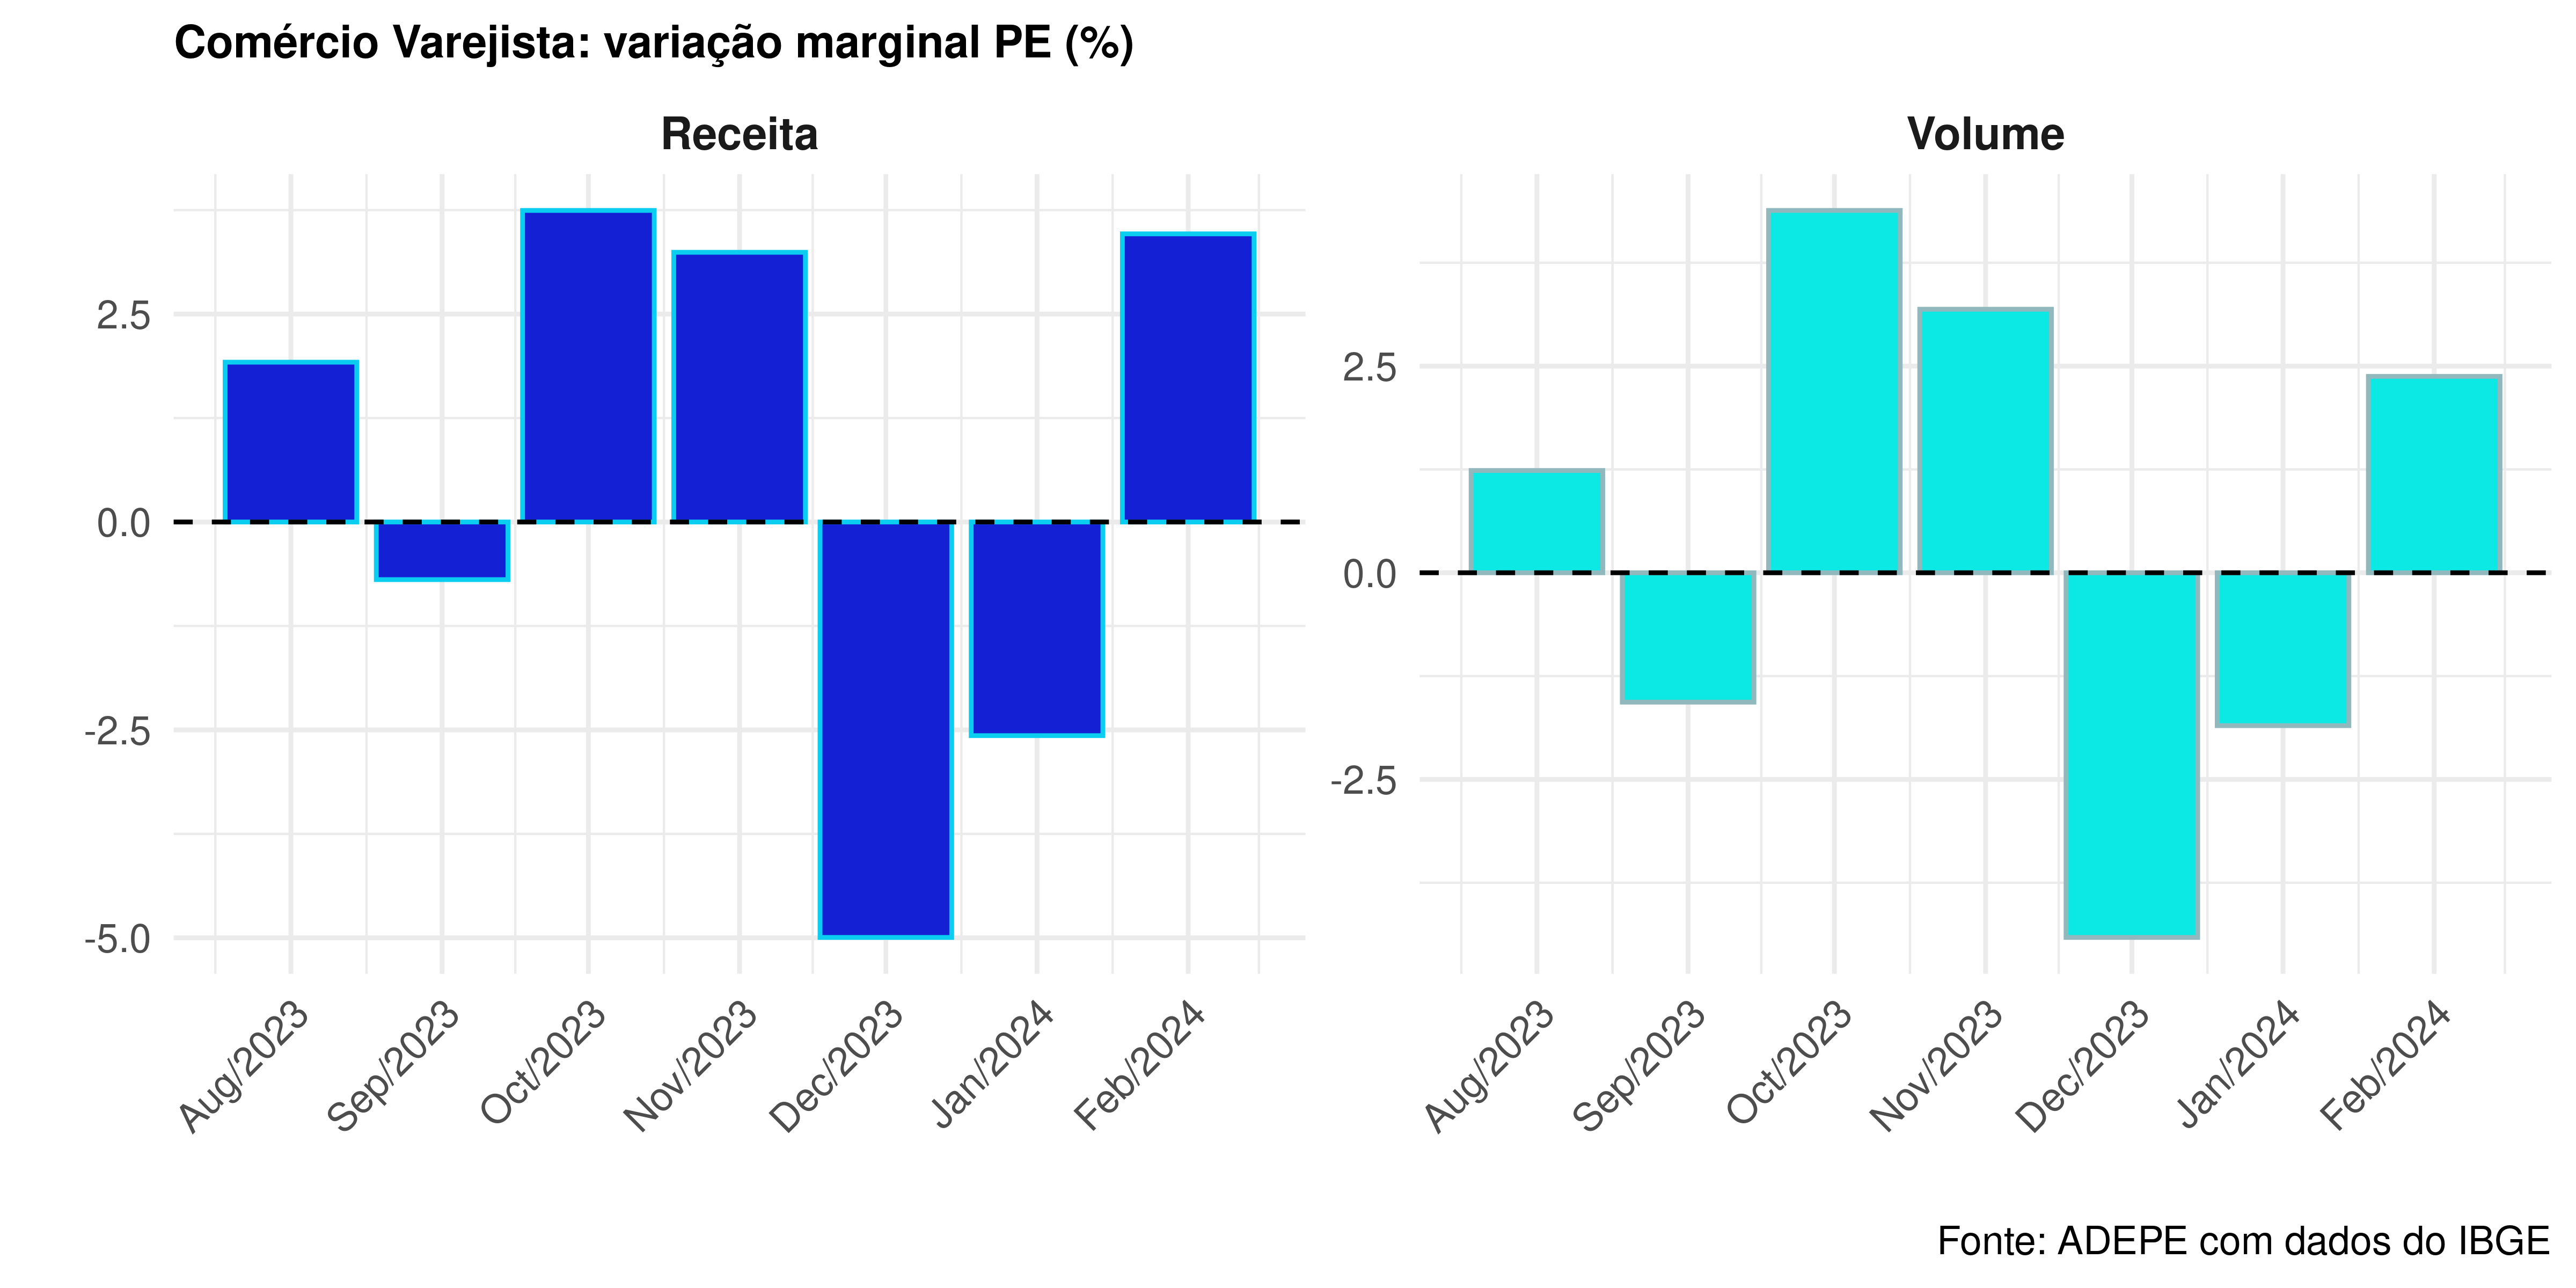 Comércio Varejista: variação marginal PE (%)
Receita
2.5
0.0
-2.5
-5.0
Aug/2023
Sep/2023
Oct/2023
Nov/2023
Dec/2023
Jan/2024
Feb/2024
Volume
2.5
0.0
-2.5
Aug/2023
Sep/2023
Oct/2023
Nov/2023
Dec/2023
Jan/2024
Feb/2024
Fonte: ADEPE com dados do IBGE